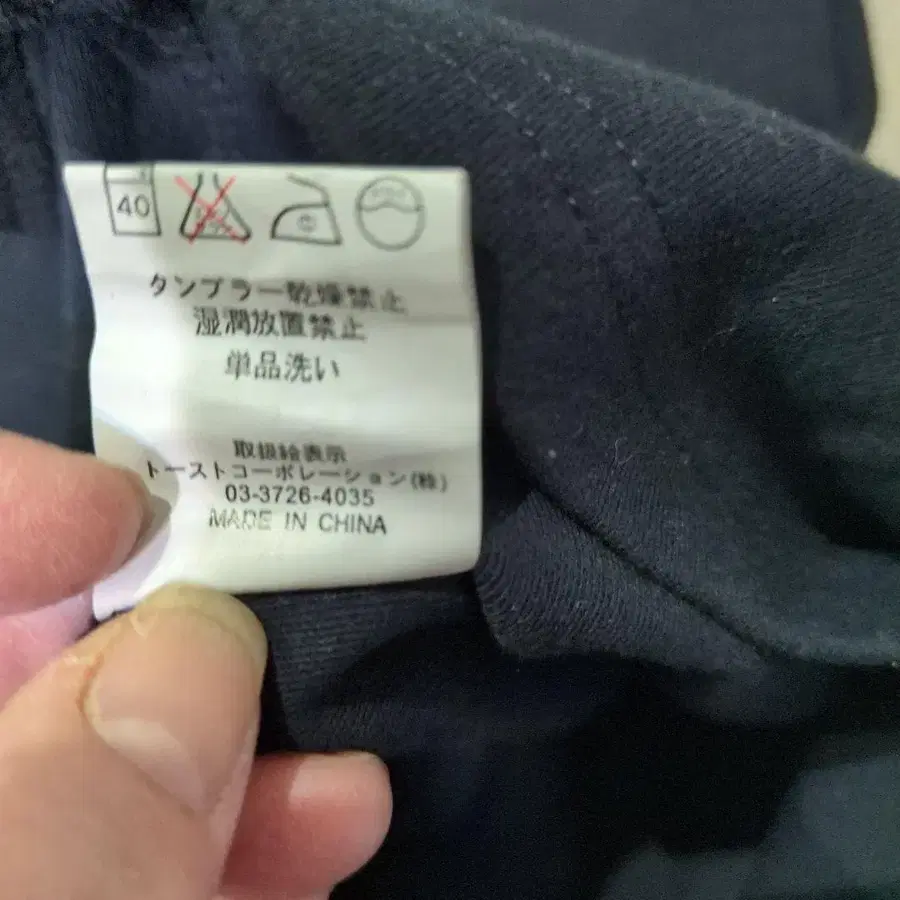 40
タンブラー乾燥禁止
湿潤放置禁止
単品洗い
取扱絵表示
トーストコーポレーション(株)
03-3726-4035
MADE IN CHINA